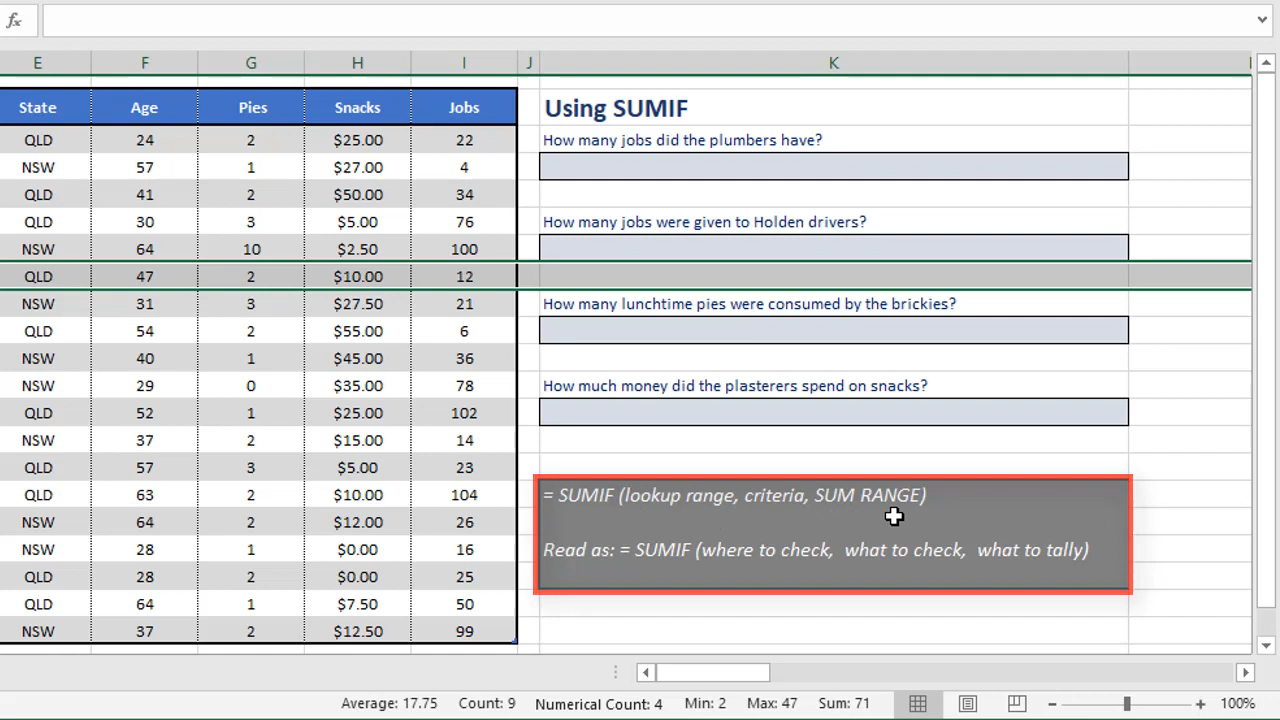 fx
E F G H I J K
State Age Pies Snacks Jobs Using SUMIF
QLD 24 2 $25.00 22 How many jobs did the plumbers have?
NSW 57 1 $27.00 4
QLD 41 2 $50.00 34
QLD 30 3 $5.00 76 How many jobs were given to Holden drivers?
NSW 64 10 $2.50 100
QLD 47 2 $10.00 12
NSW 31 3 $27.50 21 How many lunchtime pies were consumed by the brickies?
QLD 54 2 $55.00 6
NSW 40 1 $45.00 36
NSW 29 0 $35.00 78 How much money did the plasterers spend on snacks?
QLD 52 1 $25.00 102
NSW 37 2 $15.00 14
QLD 57 3 $5.00 23
QLD 63 2 $10.00 104 = SUMIF (lookup range, criteria, SUM RANGE)
NSW 64 2 $12.00 26
NSW 28 1 $0.00 16 Read as: = SUMIF (where to check, what to check, what to tally)
QLD 28 2 $0.00 25
QLD 64 1 $7.50 50
NSW 37 2 $12.50 99
Average: 17.75 Count: 9 Numerical Count: 4 Min: 2 Max: 47 Sum: 71 100%